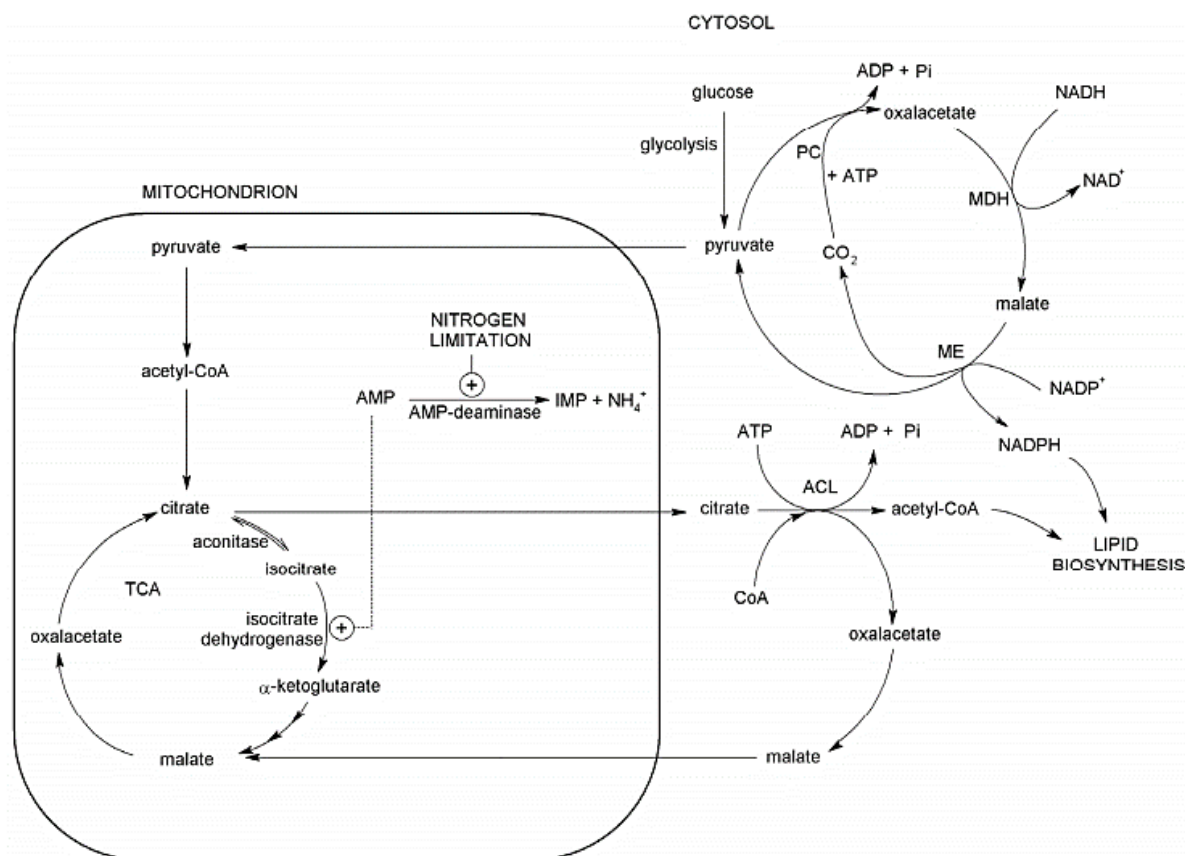 CYTOSOL
ADP + Pi
glucose
oxalacetate
NADH
glycolysis
PC
+ ATP
MDH
NAD⁺
MITOCHONDRION
pyruvate
pyruvate
CO₂
malate
NITROGEN
LIMITATION
acetyl-CoA
ME
AMP
+
AMP-deaminase
IMP + NH₄⁺
NADP⁺
ATP
ADP + Pi
NADPH
citrate
citrate
ACL
acetyl-CoA
aconitase
isocitrate
LIPID
BIOSYNTHESIS
TCA
CoA
isocitrate
dehydrogenase
+
oxalacetate
oxalacetate
α-ketoglutarate
malate
malate